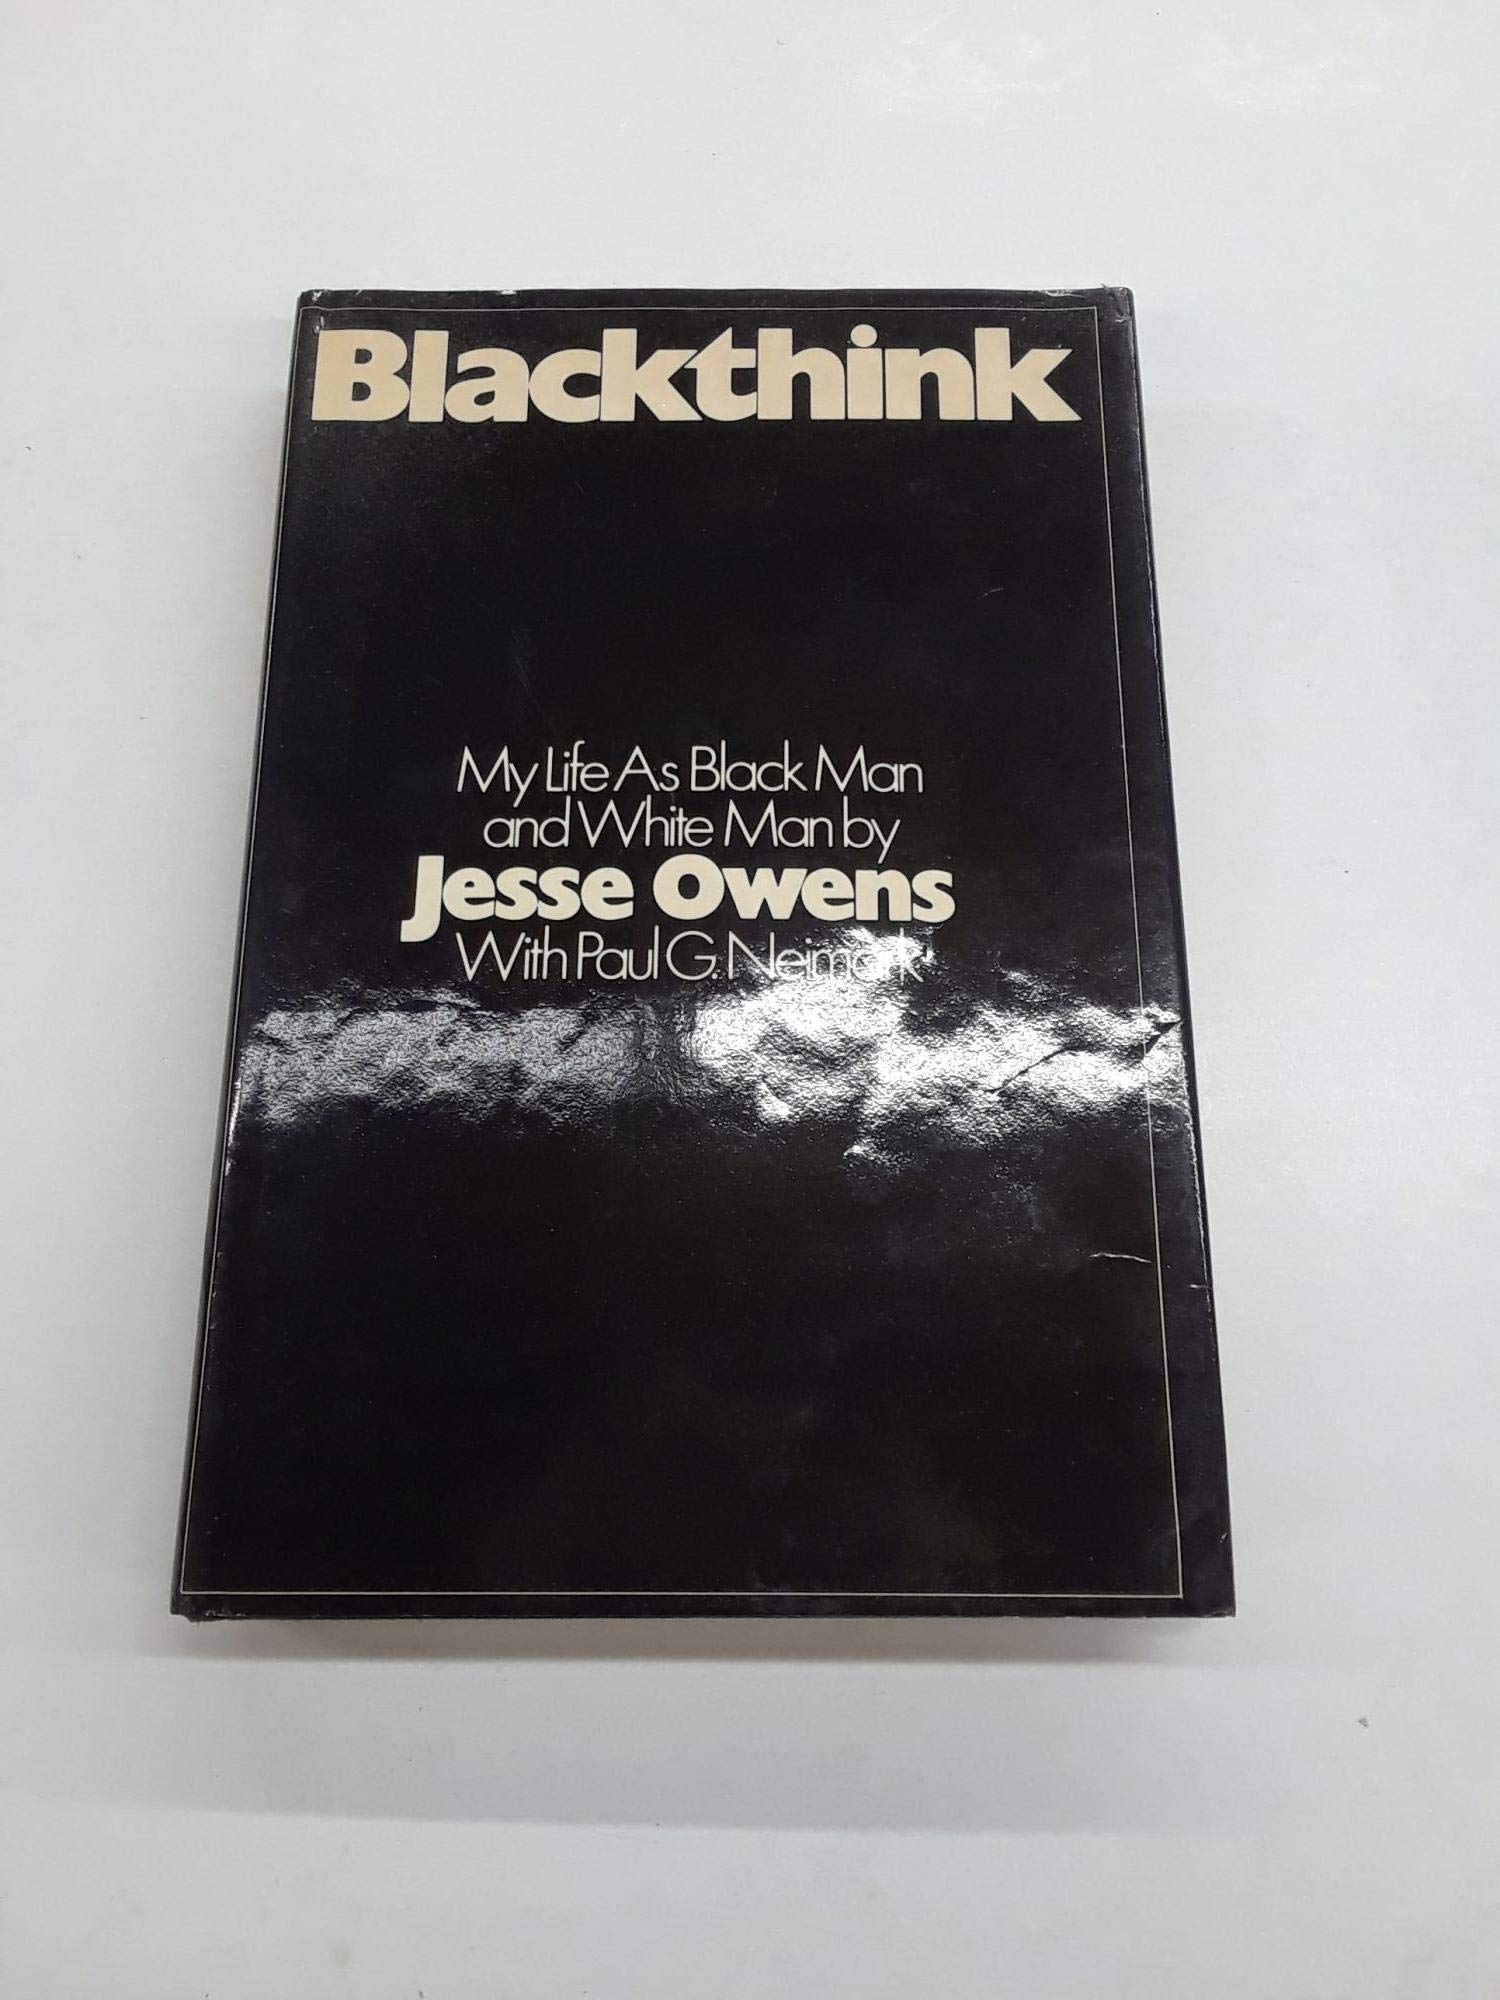 Blackthink
My Life As Black Man
and White Man by
Jesse Owens
With Paul G. Neimark